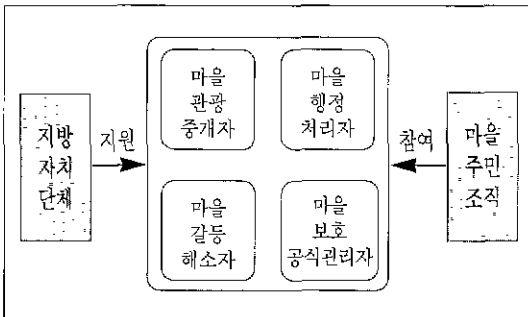 지방
자치
단체
지원
마을
관광
중개자
마을
행정
처리자
마을
갈등
해소자
마을
보호
공식관리자
참여
마을
주민
조직